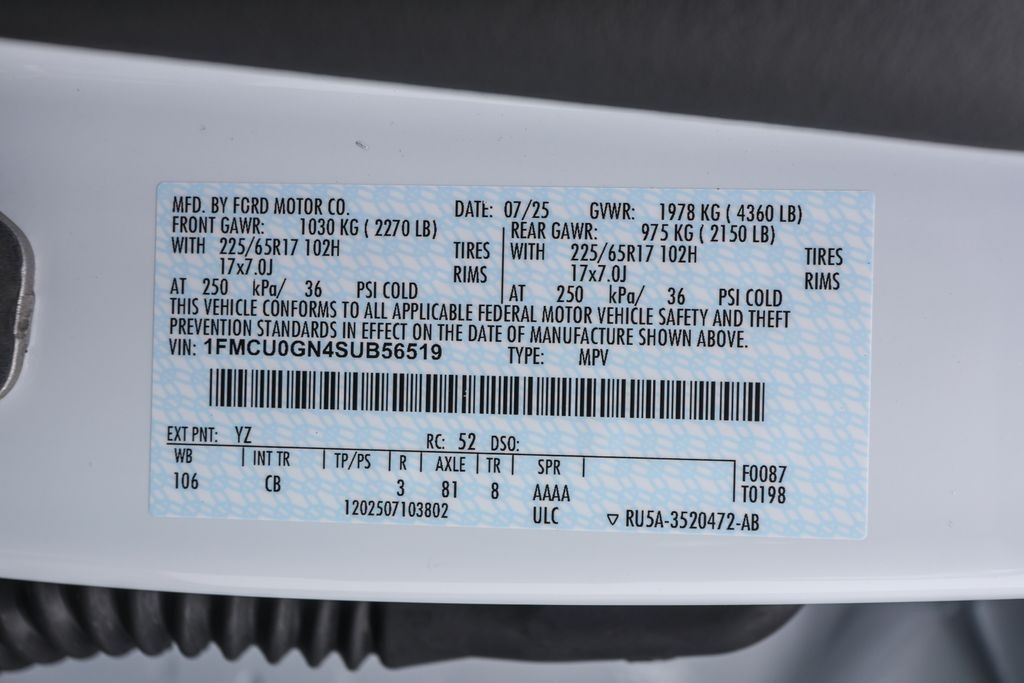 MFD. BY FORD MOTOR CO. DATE: 07/25 GVWR: 1978 KG ( 4360 LB)
FRONT GAWR: 1030 KG ( 2270 LB) REAR GAWR: 975 KG ( 2150 LB)
WITH 225/65R17 102H TIRES WITH 225/65R17 102H TIRES
17x7.0J RIMS 17x7.0J RIMS
AT 250 kPa/ 36 PSI COLD AT 250 kPa/ 36 PSI COLD
THIS VEHICLE CONFORMS TO ALL APPLICABLE FEDERAL MOTOR VEHICLE SAFETY AND THEFT
PREVENTION STANDARDS IN EFFECT ON THE DATE OF MANUFACTURE SHOWN ABOVE.
VIN: 1FMCU0GN4SUB56519 TYPE: MPV
EXT PNT: YZ RC: 52 DSO:
WB INT TR TP/PS R AXLE TR SPR F0087
106 CB 3 81 8 AAAA T0198
1202507103802 ULC ▽ RU5A-3520472-AB